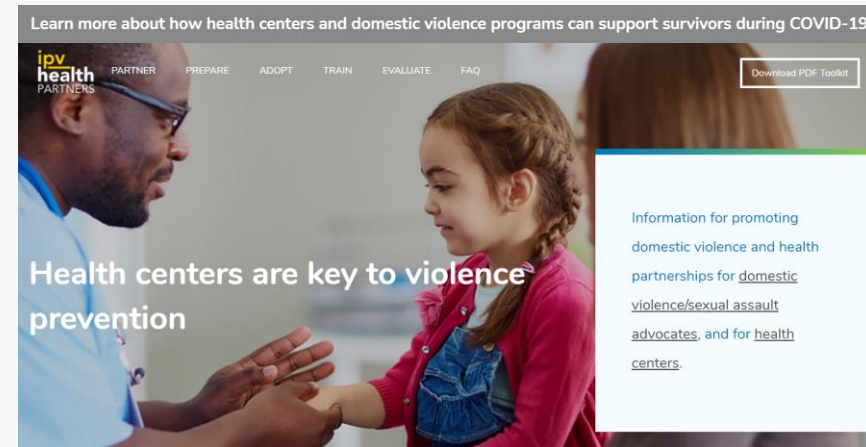 Learn more about how health centers and domestic violence programs can support survivors during COVID-19
ipv
health
PARTNERS
PARTNER PREPARE ADOPT TRAIN EVALUATE FAQ
Download PDF Toolkit
Health centers are key to violence
prevention
Information for promoting
domestic violence and health
partnerships for domestic
violence/sexual assault
advocates, and for health
centers.